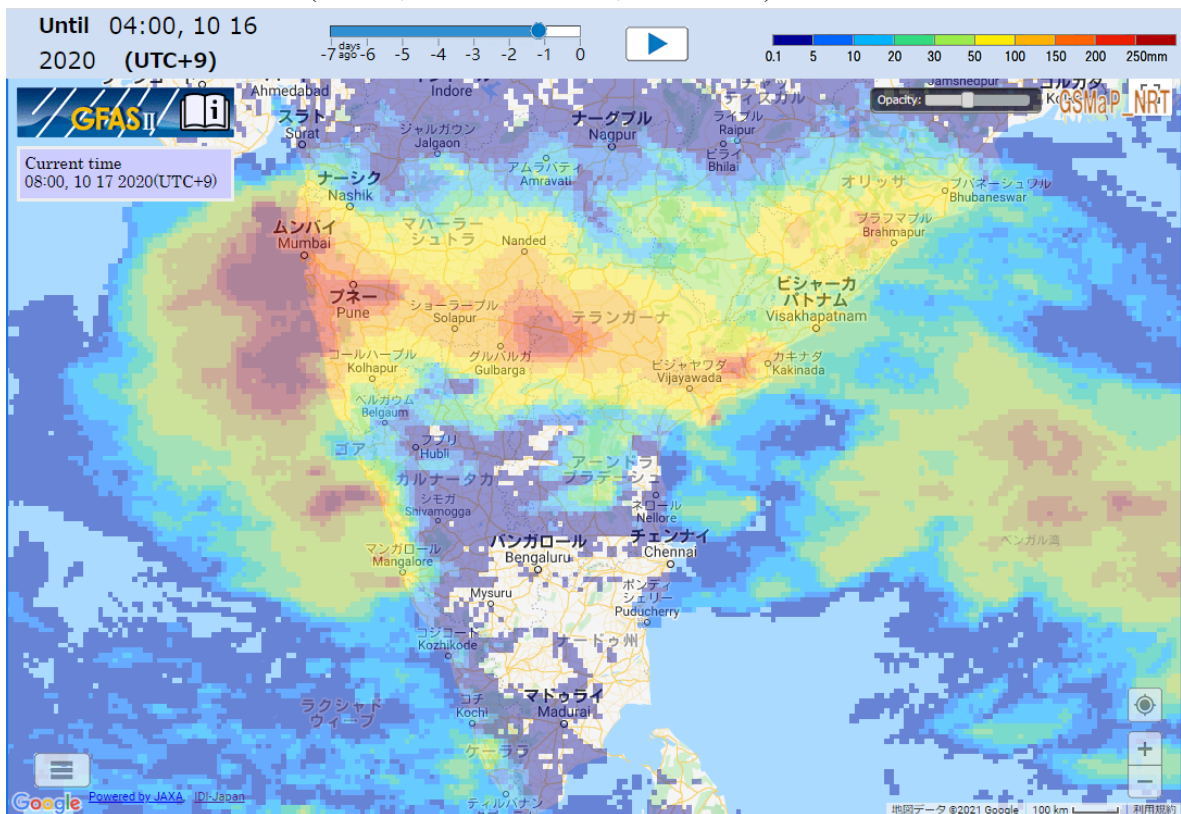 Until 04:00, 10 16
2020 (UTC+9)
-7 days ago -6 -5 -4 -3 -2 -1 0
0.1 5 10 20 30 50 100 150 200 250mm
GFAS II
Opacity:
GSMaP_NRT
Current time
08:00, 10 17 2020(UTC+9)
Ahmedabad
Indore
Jamshedpur
スラト
Surat
ジャルガウン
Jalgaon
ナーグプル
Nagpur
ライプル
Raipur
ビライ
Bhilai
アムラバティ
Amravati
ナーシク
Nashik
オリッサ
ブバネーシュワル
Bhubaneswar
ムンバイ
Mumbai
マハーラー
シュトラ
Nanded
ブラフマプル
Brahmapur
プネー
Pune
ショーラープル
Solapur
テランガーナ
ビシャーカ
パトナム
Visakhapatnam
コールハープル
Kolhapur
グルバルガ
Gulbarga
ビジャヤワダ
Vijayawada
カキナダ
Kakinada
ベルガウム
Belgaum
ゴア
フブリ
Hubli
アーンドラ
プラデーシュ
カルナータカ
シモガ
Shivamogga
ネロール
Nellore
マンガロール
Mangalore
バンガロール
Bengaluru
チェンナイ
Chennai
ベンガル湾
Mysuru
ポンディ
シェリー
Puducherry
コジコード
Kozhikode
ナードゥ州
ラクシャド
ウィープ
コチ
Kochi
マドゥライ
Madurai
ケーララ
ティルバナン
Google
Powered by JAXA, IDI-Japan
地図データ ©2021 Google 100 km 利用規約